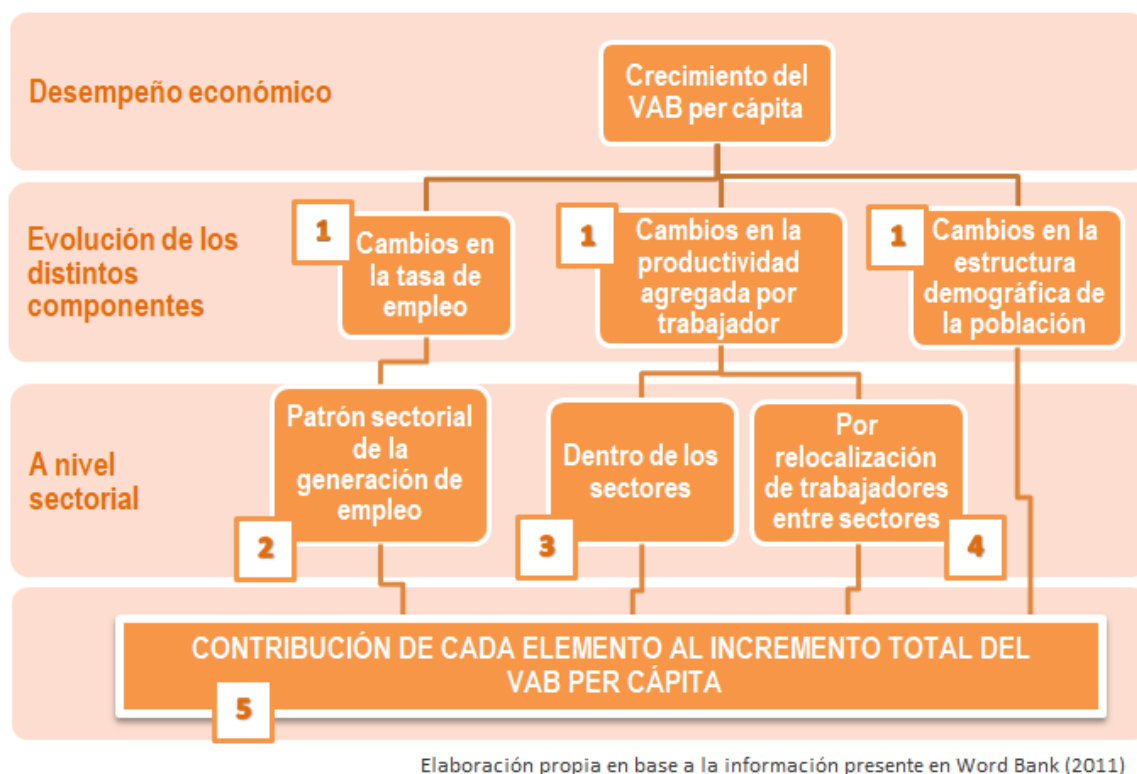 Desempeño económico
Crecimiento del
VAB per cápita
Evolución de los
distintos
componentes
1
Cambios en
la tasa de
empleo
1
Cambios en la
productividad
agregada por
trabajador
1
Cambios en la
estructura
demográfica de
la población
A nivel
sectorial
Patrón sectorial
de la
generación de
empleo
2
Dentro de los
sectores
3
Por
relocalización
de trabajadores
entre sectores
4
CONTRIBUCIÓN DE CADA ELEMENTO AL INCREMENTO TOTAL DEL
VAB PER CÁPITA
5
Elaboración propia en base a la información presente en Word Bank (2011)